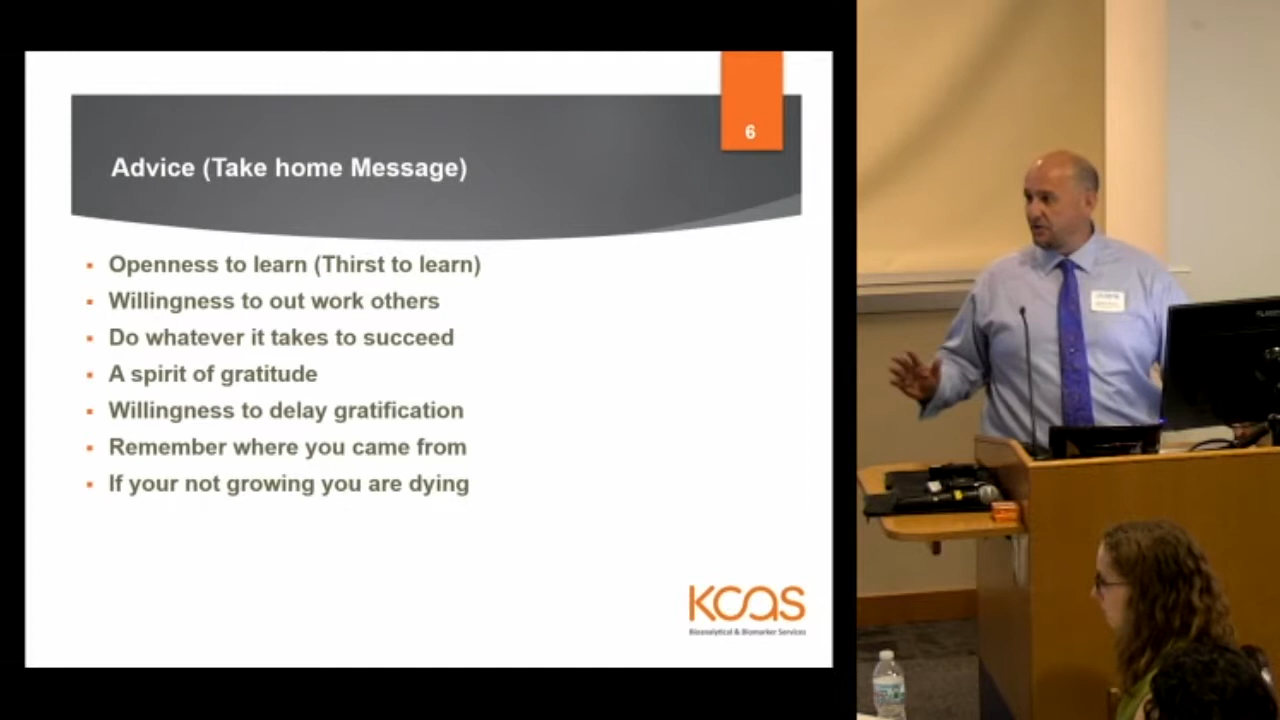 6
Advice (Take home Message)
Openness to learn (Thirst to learn)
Willingness to out work others
Do whatever it takes to succeed
A spirit of gratitude
Willingness to delay gratification
Remember where you came from
If your not growing you are dying
KCAS
Bioanalytical & Biomarker Services